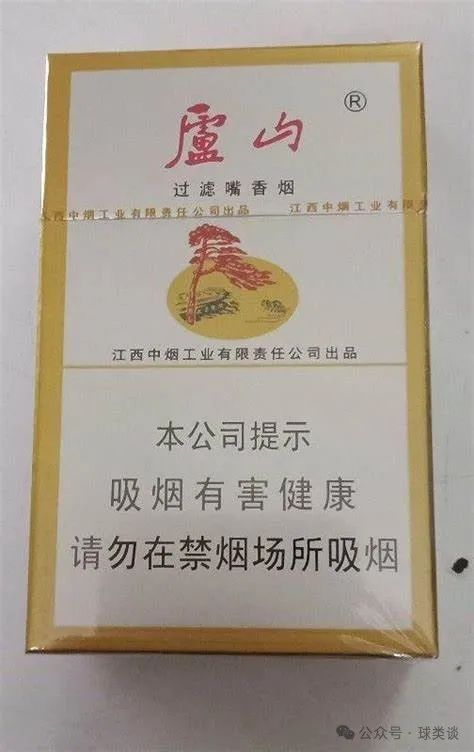 廬山
®
过滤嘴香烟
江西中烟工业有限责任公司出品 江西中烟工业有限
江西中烟工业有限责任公司出品
本公司提示
吸烟有害健康
请勿在禁烟场所吸烟
公众号·球类谈